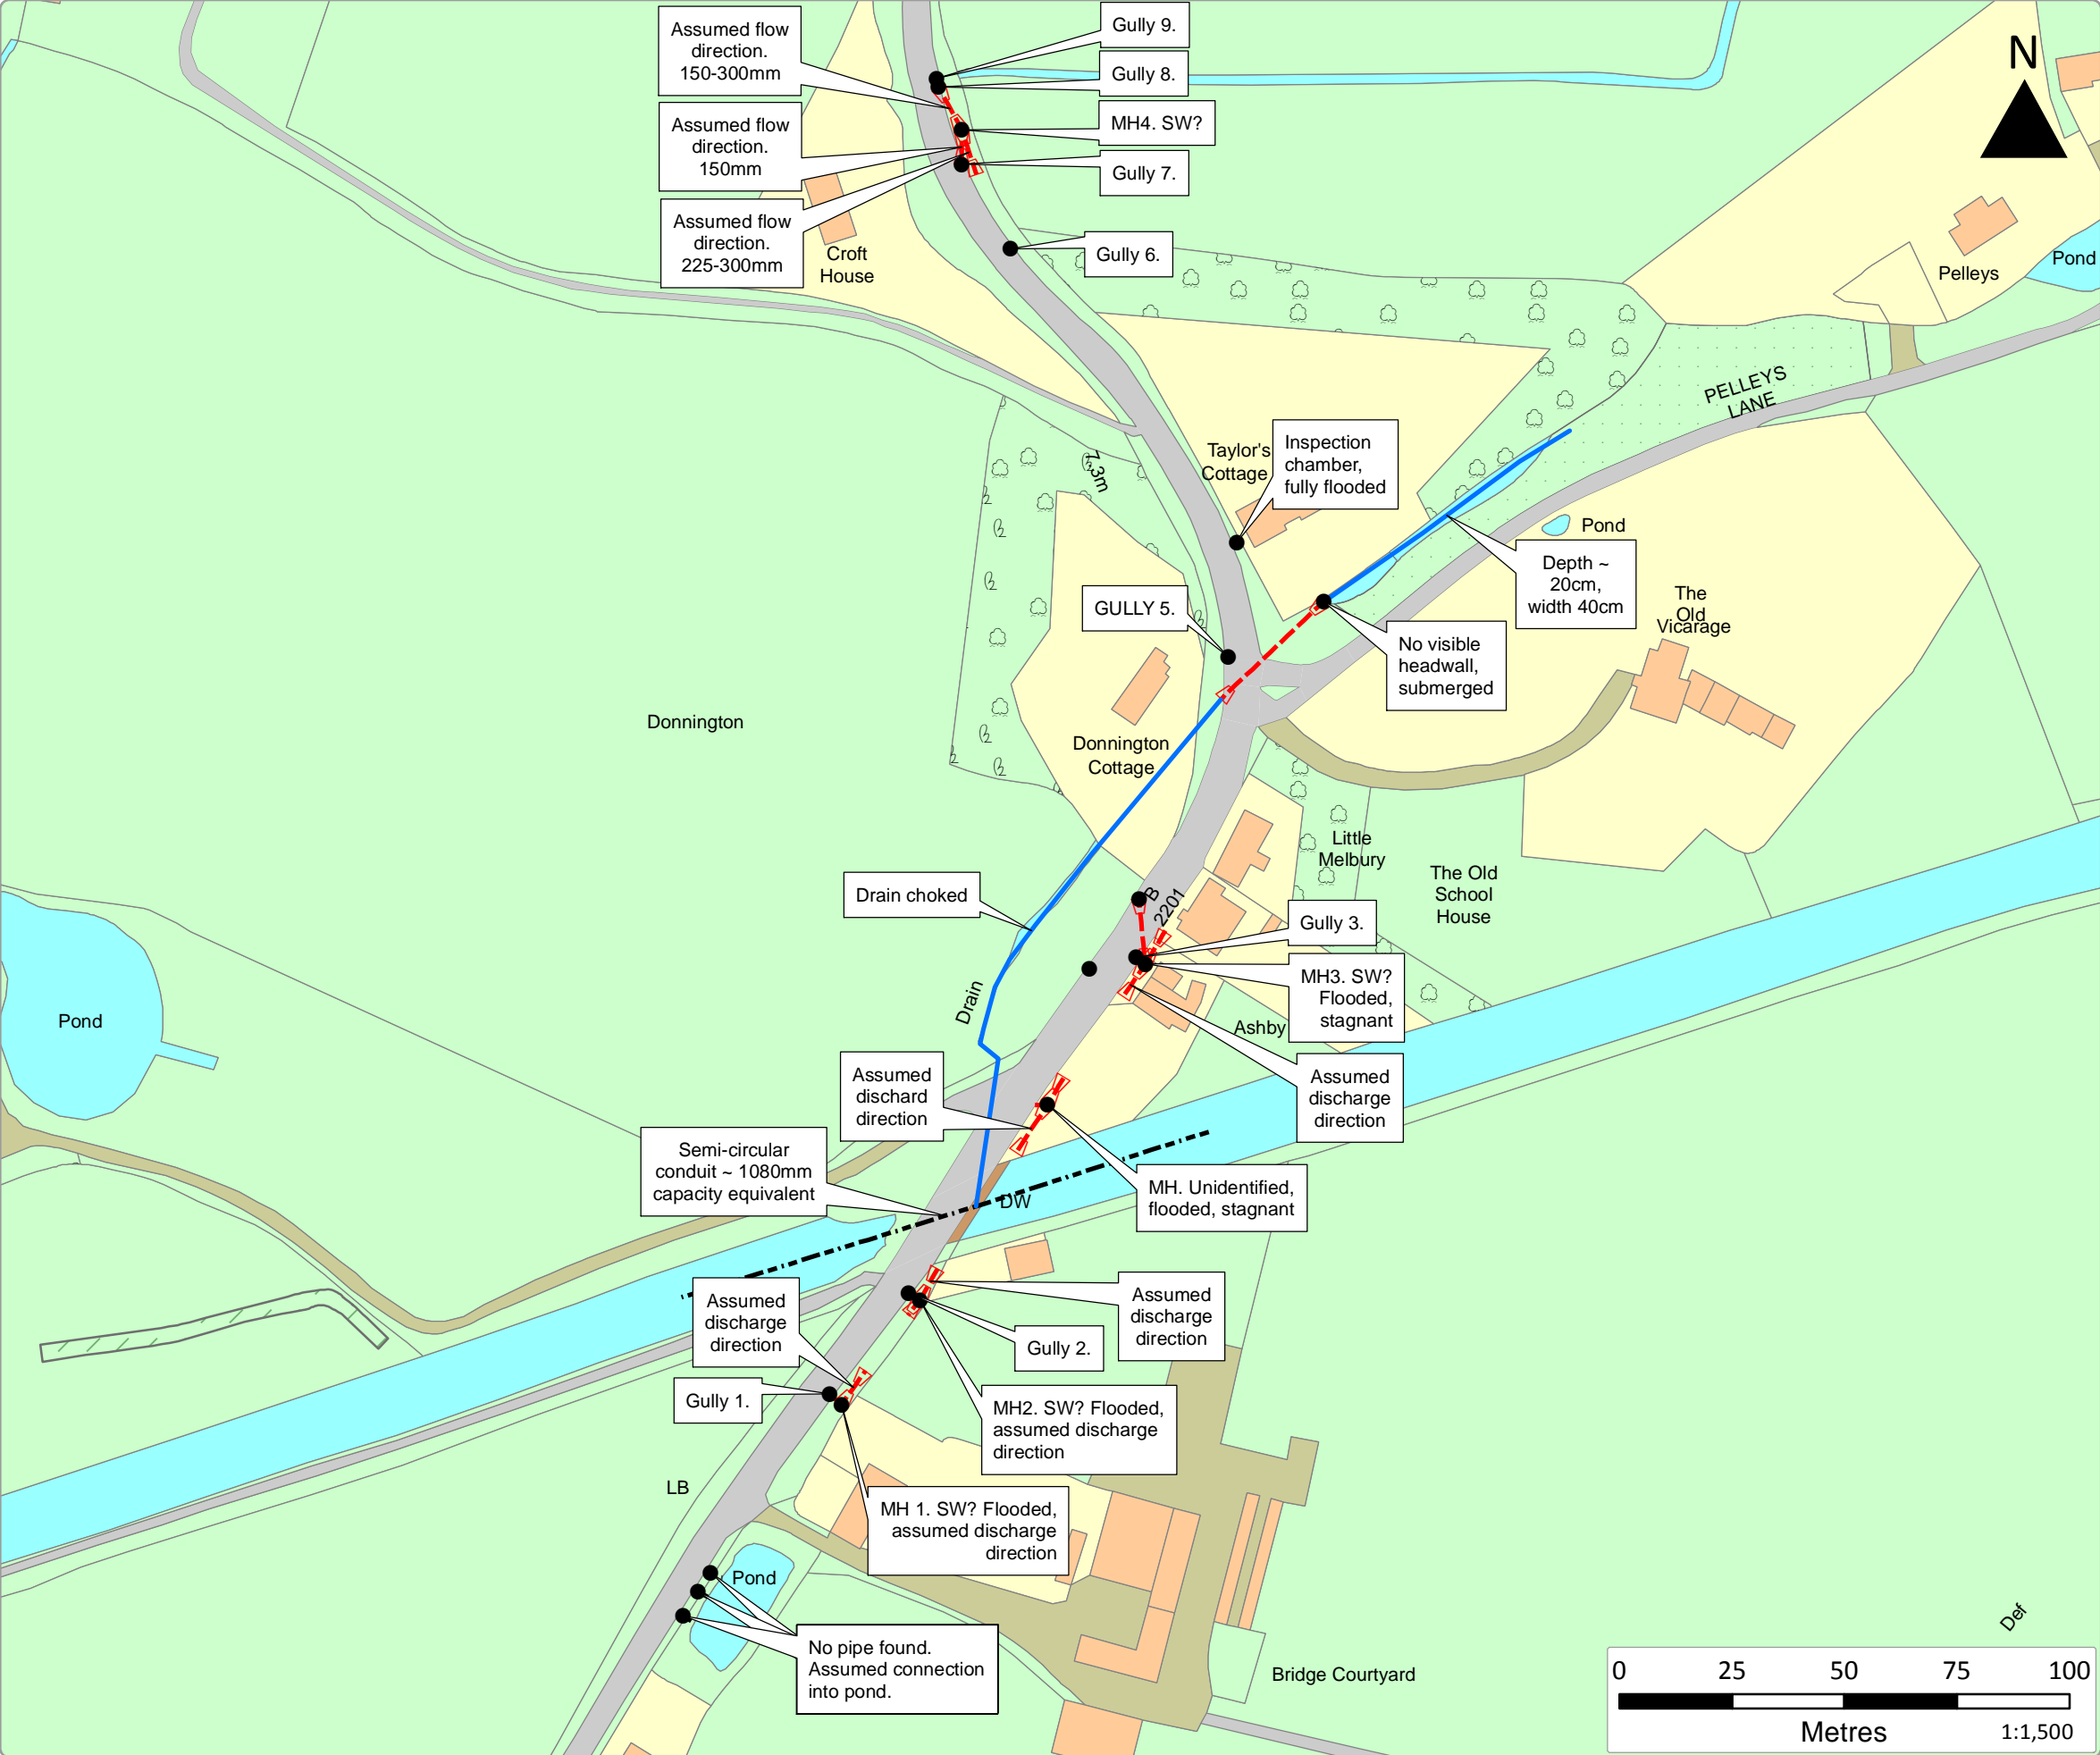 Assumed flow
direction.
150-300mm
Gully 9.
Gully 8.
N
Assumed flow
direction.
150mm
MH4. SW?
Gully 7.
Assumed flow
direction.
225-300mm
Croft
House
Gully 6.
Pelleys
Pond
PELLEYS
LANE
Taylor's
Cottage
Inspection
chamber,
fully flooded
7.3m
Pond
Depth ~
20cm,
width 40cm
GULLY 5.
The
Old
Vicarage
No visible
headwall,
submerged
Donnington
Donnington
Cottage
Little
Melbury
The Old
School
House
Drain choked
B
2201
Gully 3.
MH3. SW?
Flooded,
stagnant
Drain
Pond
Ashby
Assumed
dischard
direction
Assumed
discharge
direction
Semi-circular
conduit ~ 1080mm
capacity equivalent
MH. Unidentified,
flooded, stagnant
DW
Assumed
discharge
direction
Assumed
discharge
direction
Gully 2.
Gully 1.
MH2. SW? Flooded,
assumed discharge
direction
LB
MH 1. SW? Flooded,
assumed discharge
direction
Pond
No pipe found.
Assumed connection
into pond.
Bridge Courtyard
Def
0 25 50 75 100
Metres
1:1,500